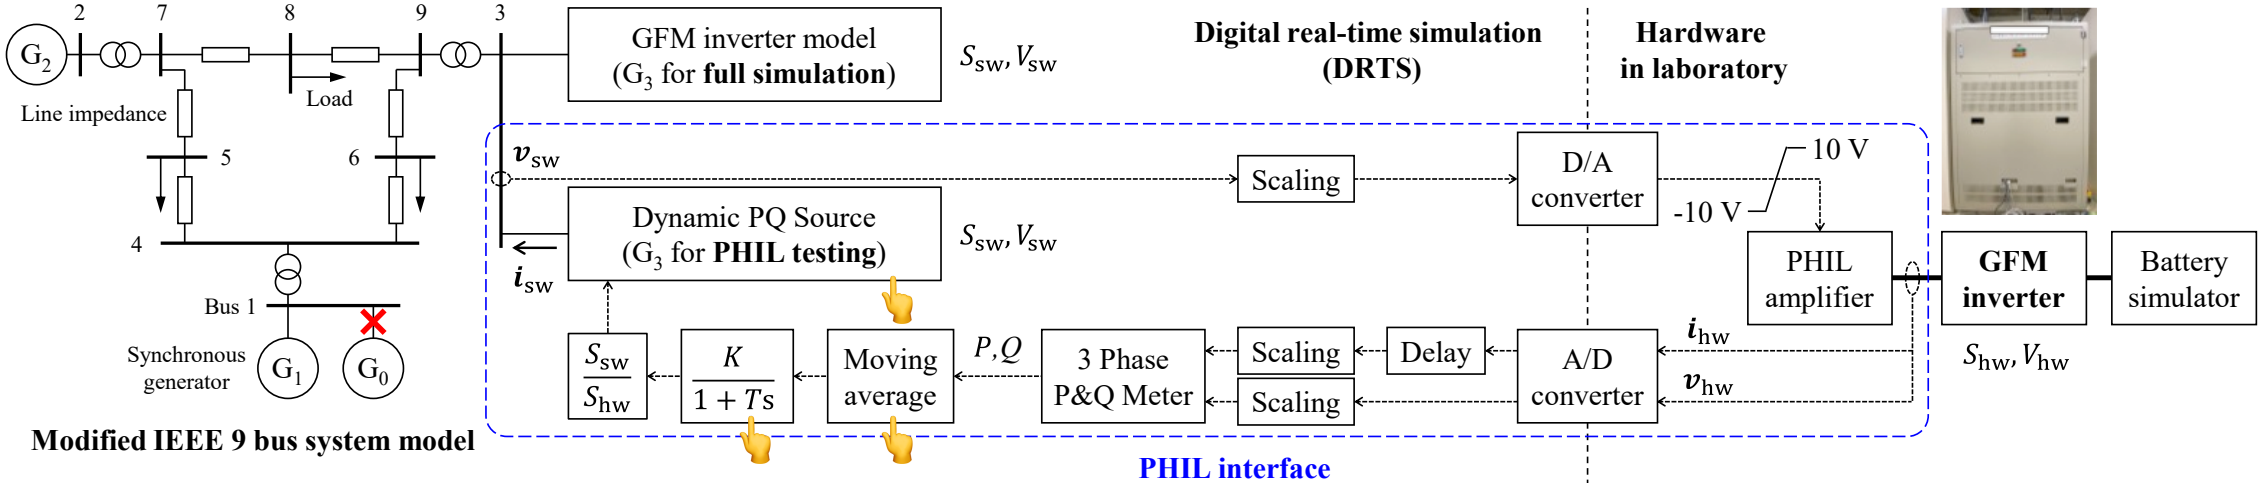 2
7
8
9
3
G2
Load
Line impedance
5
6
4
Bus 1
Synchronous
generator
G1
G0
Modified IEEE 9 bus system model
GFM inverter model
(G3 for full simulation)
Ssw, Vsw
Digital real-time simulation
(DRTS)
Hardware
in laboratory
vsw
Scaling
D/A
converter
10 V
-10 V
Dynamic PQ Source
(G3 for PHIL testing)
Ssw, Vsw
isw
PHIL
amplifier
GFM
inverter
Battery
simulator
Shw, Vhw
Ssw
Shw
K
1 + Ts
Moving
average
P,Q
3 Phase
P&Q Meter
Scaling
Delay
Scaling
A/D
converter
ihw
vhw
PHIL interface